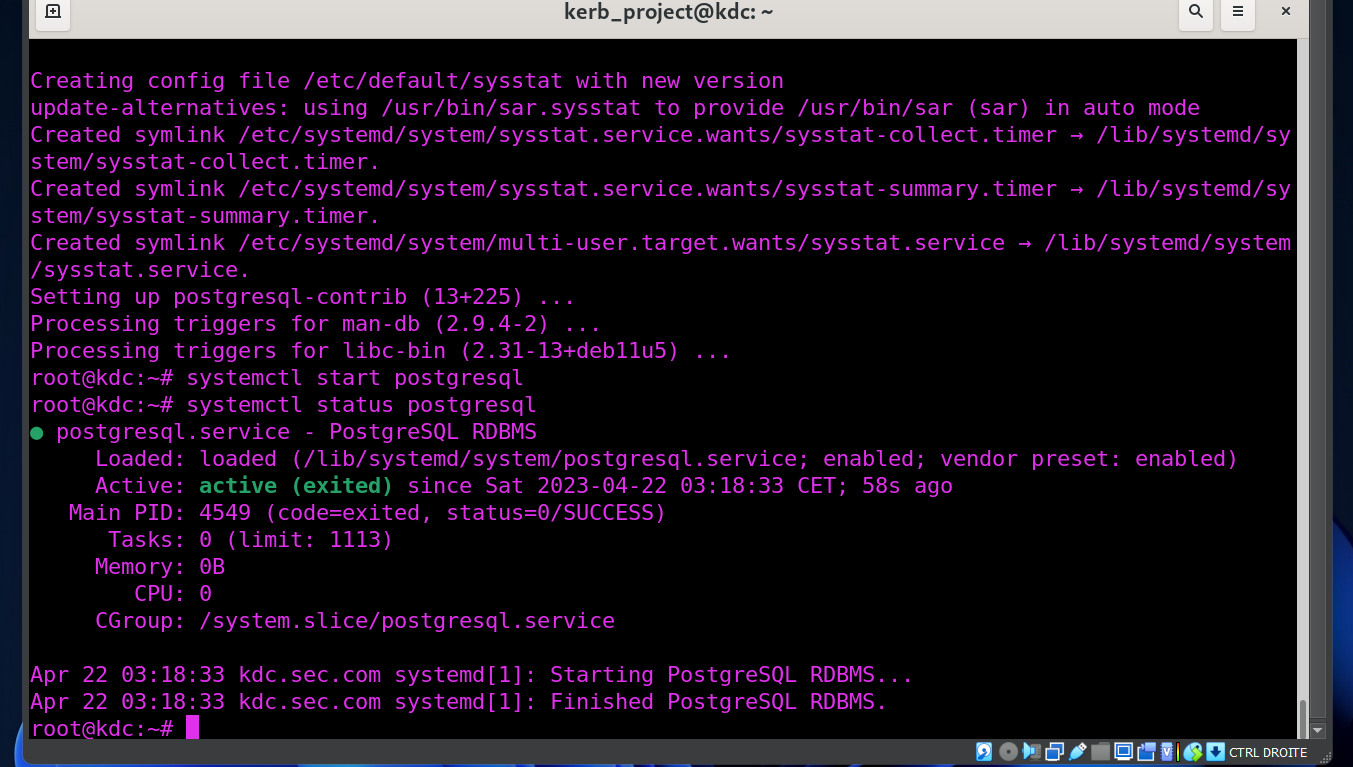 kerb_project@kdc: ~
Creating config file /etc/default/sysstat with new version
update-alternatives: using /usr/bin/sar.sysstat to provide /usr/bin/sar (sar) in auto mode
Created symlink /etc/systemd/system/sysstat.service.wants/sysstat-collect.timer → /lib/systemd/sy
stem/sysstat-collect.timer.
Created symlink /etc/systemd/system/sysstat.service.wants/sysstat-summary.timer → /lib/systemd/sy
stem/sysstat-summary.timer.
Created symlink /etc/systemd/system/multi-user.target.wants/sysstat.service → /lib/systemd/system
/sysstat.service.
Setting up postgresql-contrib (13+225) ...
Processing triggers for man-db (2.9.4-2) ...
Processing triggers for libc-bin (2.31-13+deb11u5) ...
root@kdc:~# systemctl start postgresql
root@kdc:~# systemctl status postgresql
● postgresql.service - PostgreSQL RDBMS
Loaded: loaded (/lib/systemd/system/postgresql.service; enabled; vendor preset: enabled)
Active: active (exited) since Sat 2023-04-22 03:18:33 CET; 58s ago
Main PID: 4549 (code=exited, status=0/SUCCESS)
Tasks: 0 (limit: 1113)
Memory: 0B
CPU: 0
CGroup: /system.slice/postgresql.service
Apr 22 03:18:33 kdc.sec.com systemd[1]: Starting PostgreSQL RDBMS...
Apr 22 03:18:33 kdc.sec.com systemd[1]: Finished PostgreSQL RDBMS.
root@kdc:~#
CTRL DROITE